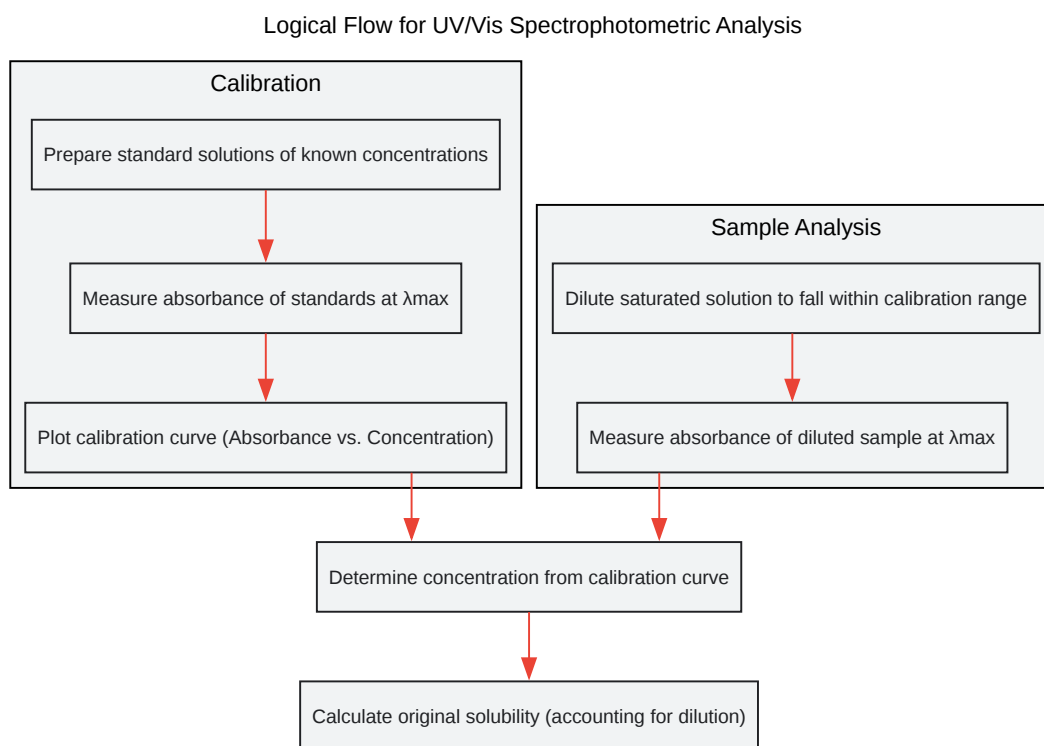 Logical Flow for UV/Vis Spectrophotometric Analysis
Calibration
Prepare standard solutions of known concentrations
Measure absorbance of standards at λmax
Plot calibration curve (Absorbance vs. Concentration)
Sample Analysis
Dilute saturated solution to fall within calibration range
Measure absorbance of diluted sample at λmax
Determine concentration from calibration curve
Calculate original solubility (accounting for dilution)